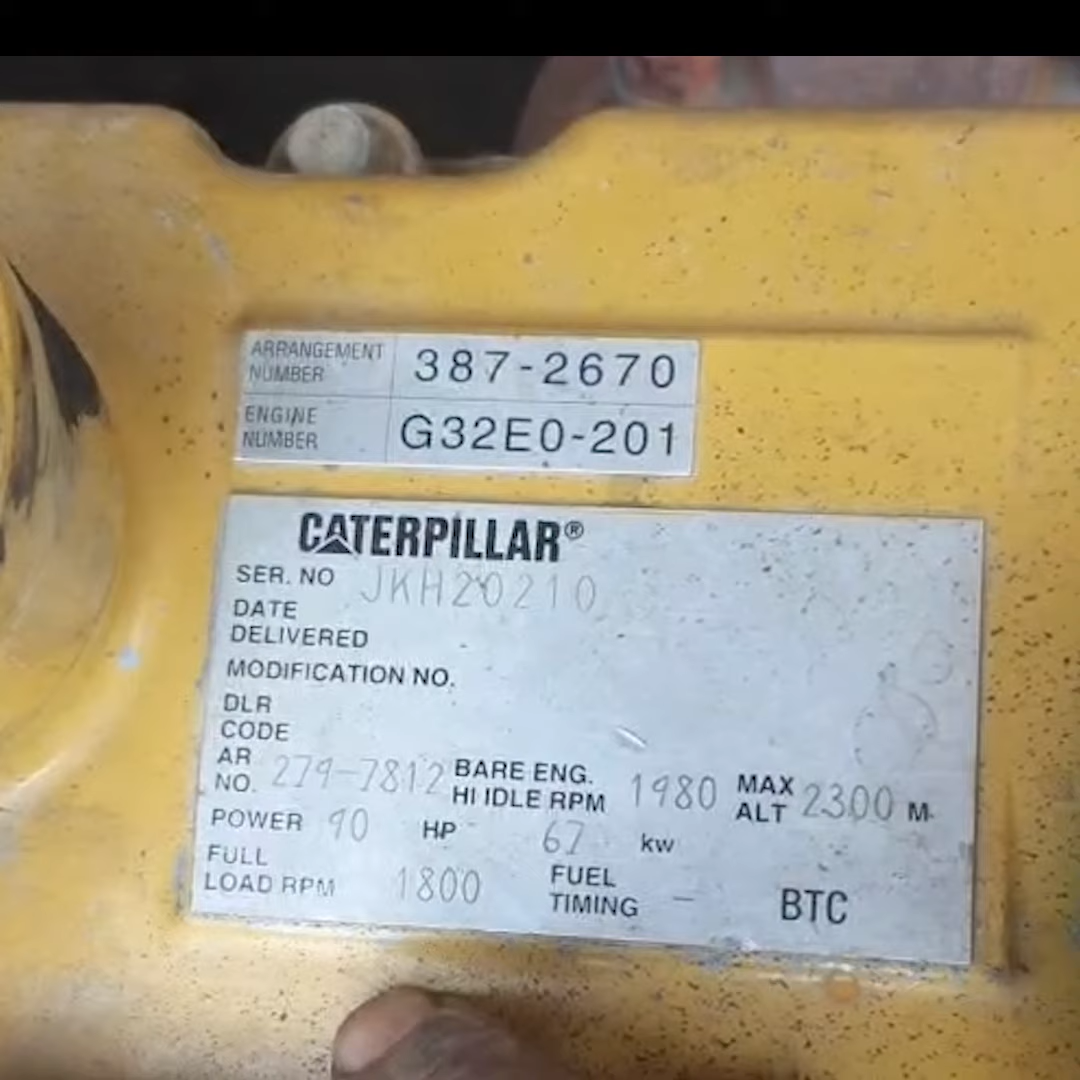 ARRANGEMENT NUMBER 387-2670
ENGINE NUMBER G32E0-201
CATERPILLAR®
SER. NO JKH20210
DATE
DELIVERED
MODIFICATION NO.
DLR
CODE
AR NO. 279-7812 BARE ENG. HI IDLE RPM 1980 MAX ALT 2300 M
POWER 90 HP 67 kw
FULL LOAD RPM 1800 FUEL TIMING - BTC